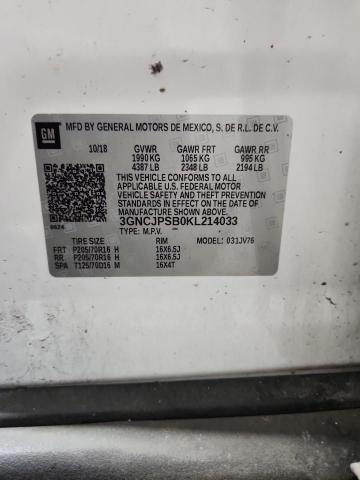 GM
MFD BY GENERAL MOTORS DE MEXICO, S. DE R.L. DE C.V.
10/18 GVWR GAWR FRT GAWR RR
1990 KG 1065 KG 995 KG
4387 LB 2348 LB 2194 LB
THIS VEHICLE CONFORMS TO ALL
APPLICABLE U.S. FEDERAL MOTOR
VEHICLE SAFETY AND THEFT PREVENTION
STANDARDS IN EFFECT ON THE DATE OF
MANUFACTURE SHOWN ABOVE.
3GNCJPSB0KL214033
0624 TYPE: M.P.V.
TIRE SIZE RIM MODEL: 031JV76
FRT P205/70R16 H 16X6.5J
RR P205/70R16 H 16X6.5J
SPA T125/70D16 M 16X4T